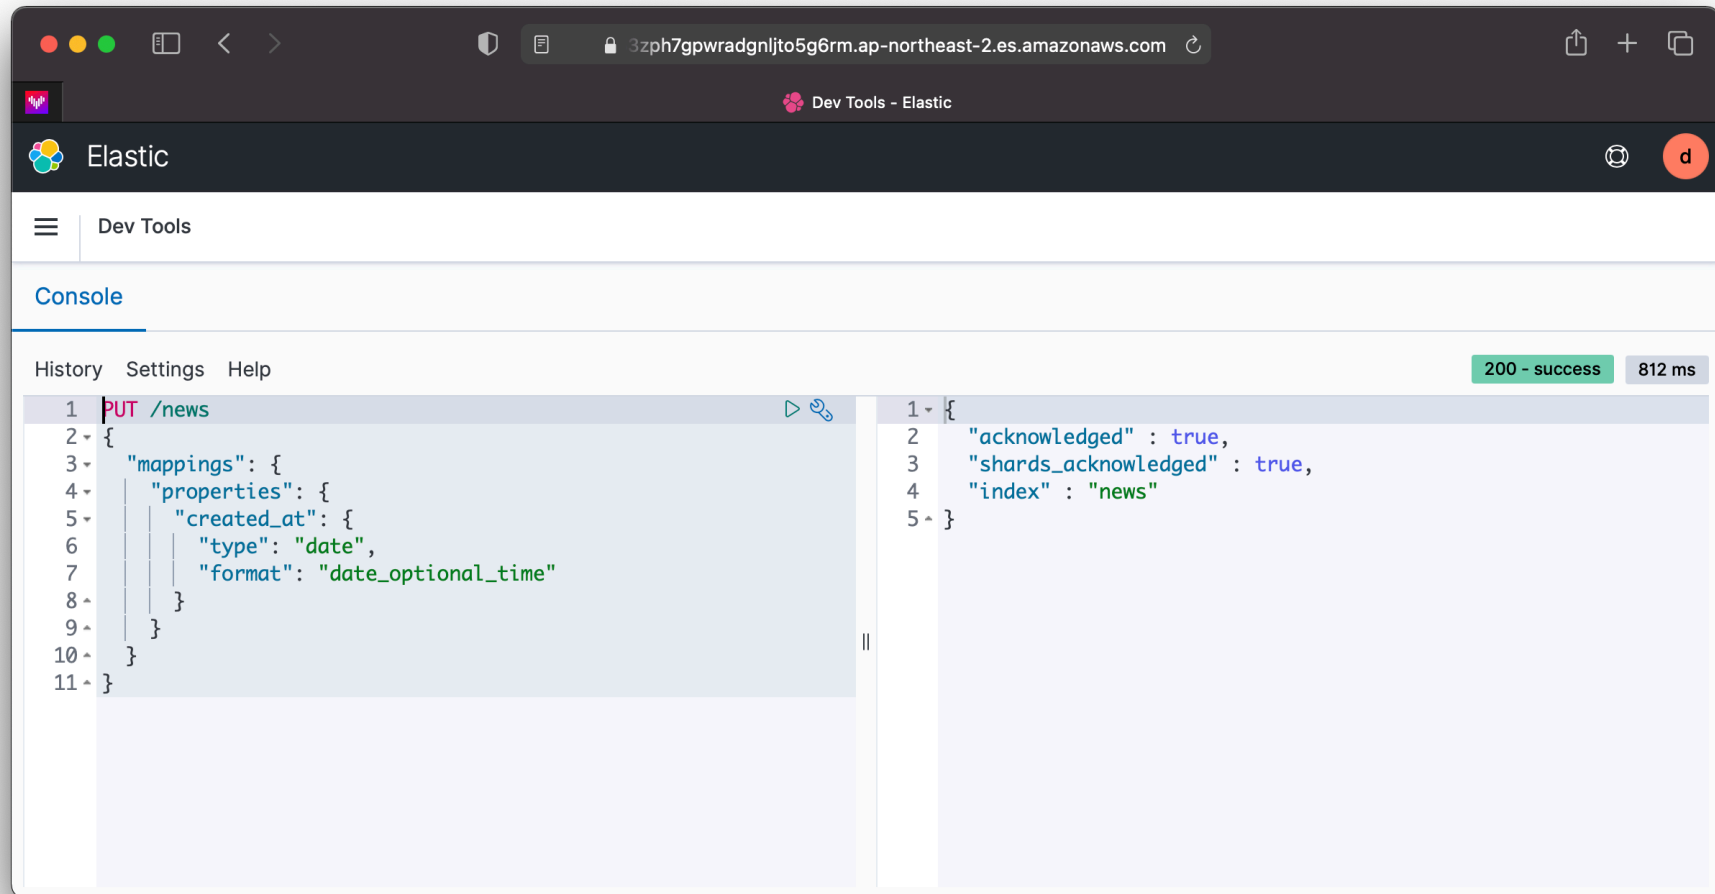 3zph7gpwradgnljto5g6rm.ap-northeast-2.es.amazonaws.com
Dev Tools - Elastic
Elastic
d
Dev Tools
Console
History Settings Help
200 - success 812 ms
1 PUT /news
2 {
3 "mappings": {
4 "properties": {
5 "created_at": {
6 "type": "date",
7 "format": "date_optional_time"
8 }
9 }
10 }
11 }
1 {
2 "acknowledged" : true,
3 "shards_acknowledged" : true,
4 "index" : "news"
5 }